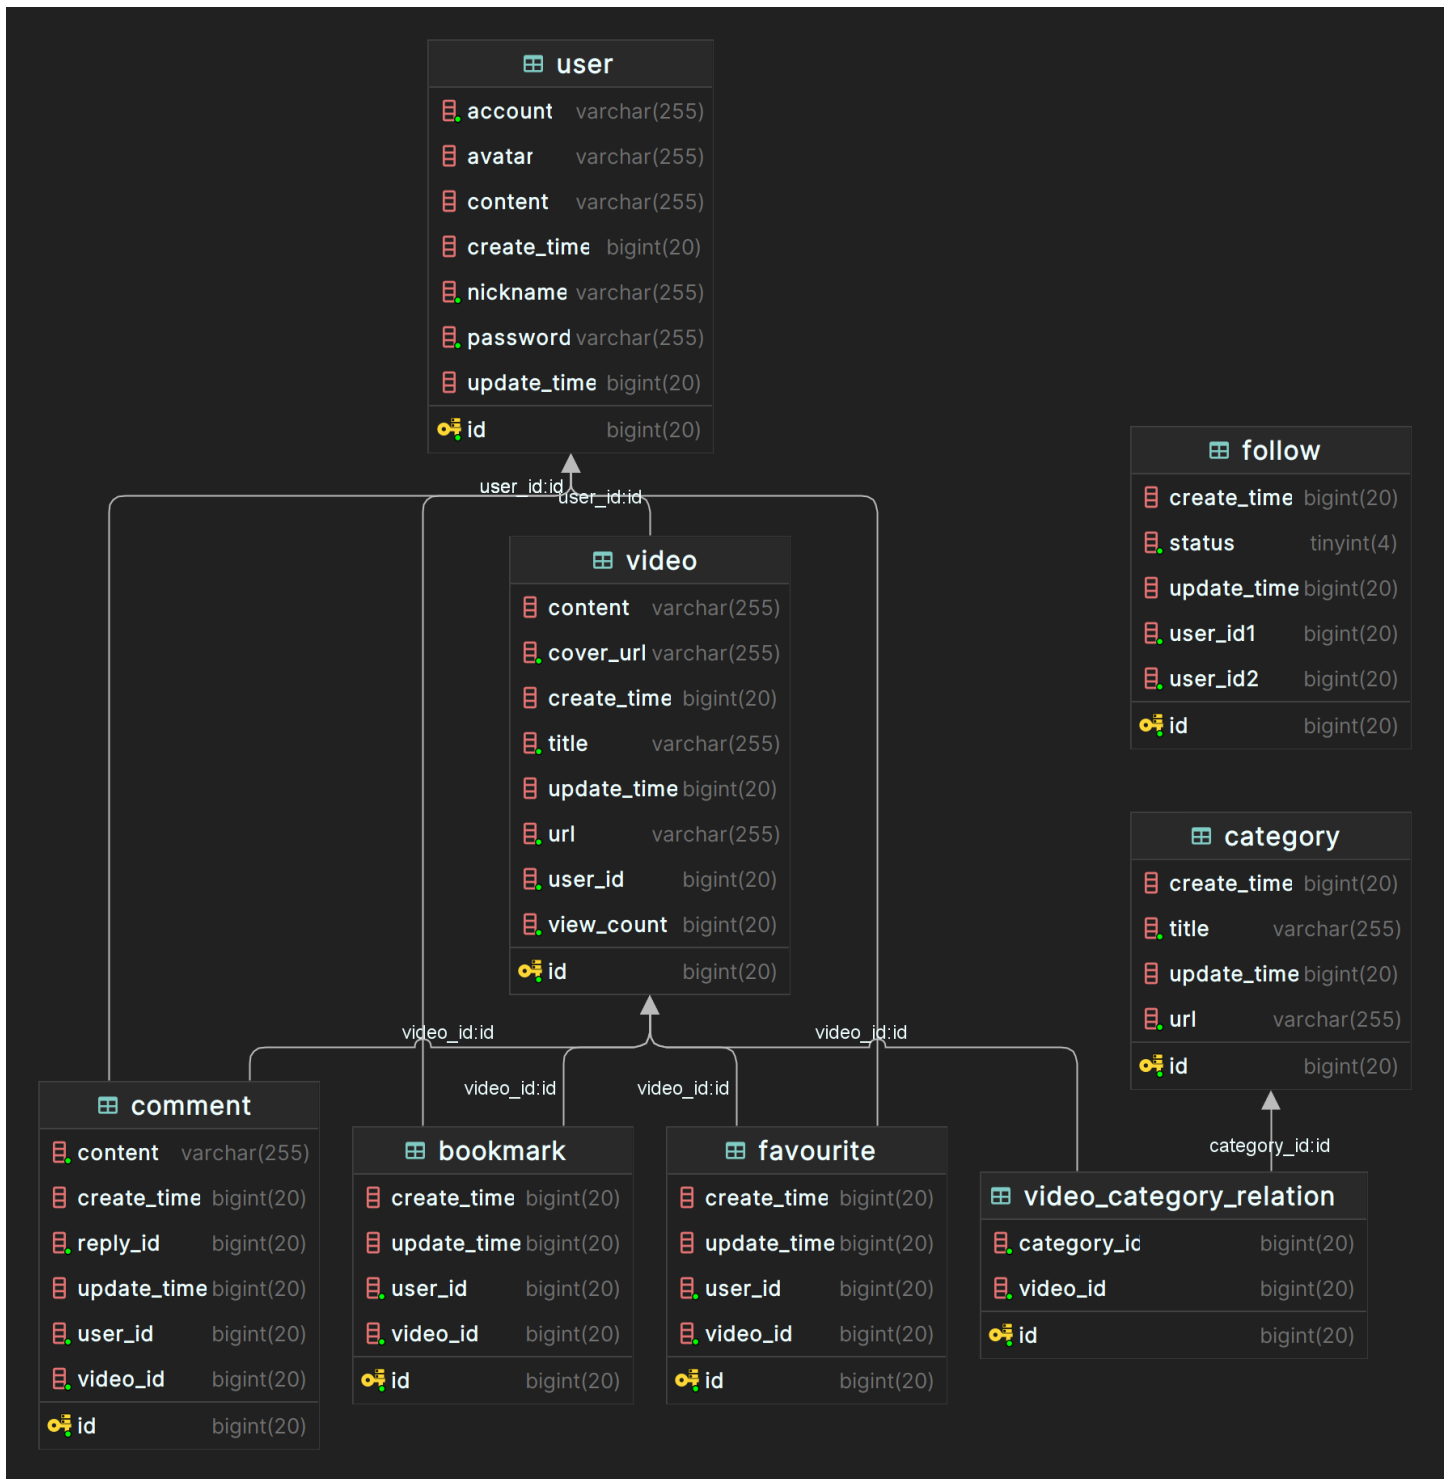 user
account varchar(255)
avatar varchar(255)
content varchar(255)
create_time bigint(20)
nickname varchar(255)
password varchar(255)
update_time bigint(20)
id bigint(20)
user_id:id
user_id:id
video
content varchar(255)
cover_url varchar(255)
create_time bigint(20)
title varchar(255)
update_time bigint(20)
url varchar(255)
user_id bigint(20)
view_count bigint(20)
id bigint(20)
follow
create_time bigint(20)
status tinyint(4)
update_time bigint(20)
user_id1 bigint(20)
user_id2 bigint(20)
id bigint(20)
category
create_time bigint(20)
title varchar(255)
update_time bigint(20)
url varchar(255)
id bigint(20)
video_id:id
video_id:id
video_id:id
video_id:id
category_id:id
comment
content varchar(255)
create_time bigint(20)
reply_id bigint(20)
update_time bigint(20)
user_id bigint(20)
video_id bigint(20)
id bigint(20)
bookmark
create_time bigint(20)
update_time bigint(20)
user_id bigint(20)
video_id bigint(20)
id bigint(20)
favourite
create_time bigint(20)
update_time bigint(20)
user_id bigint(20)
video_id bigint(20)
id bigint(20)
video_category_relation
category_id bigint(20)
video_id bigint(20)
id bigint(20)